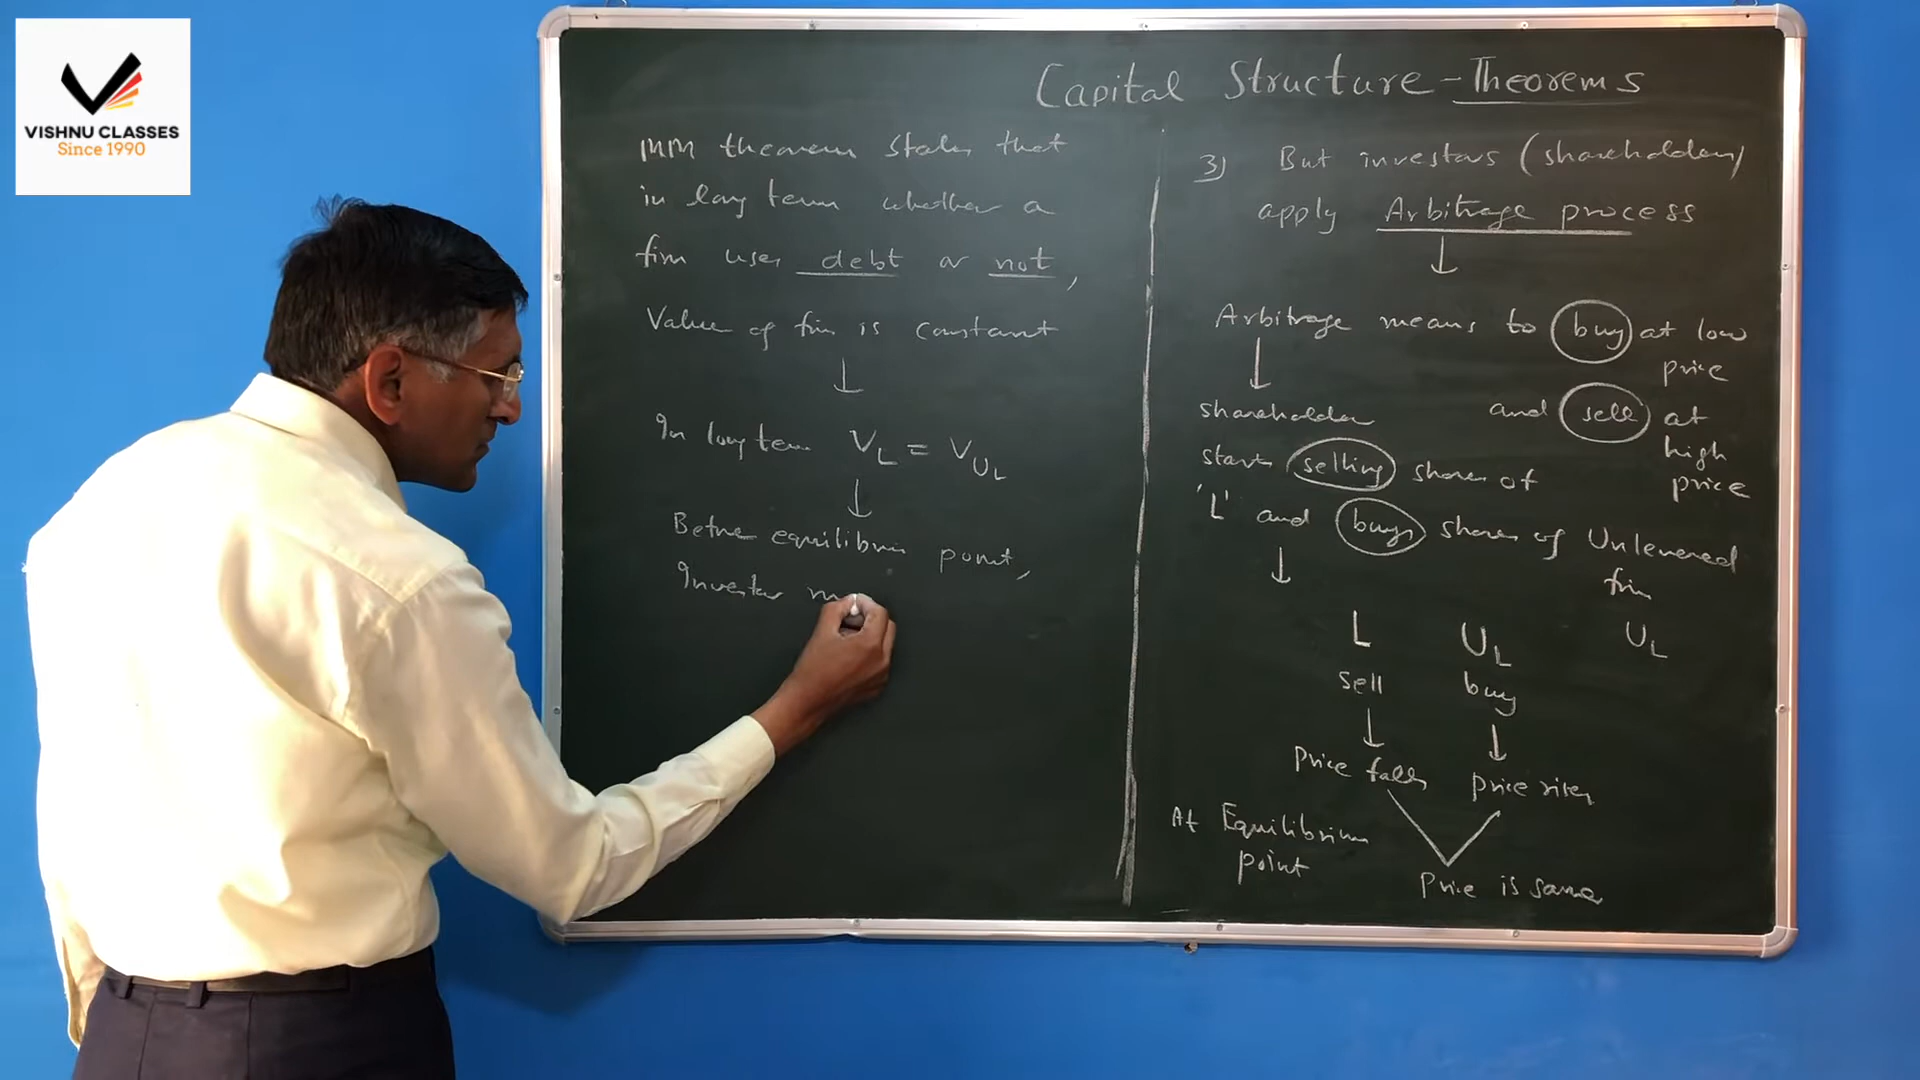 VISHNU CLASSES
Since 1990
Capital Structure - Theorems
MM theorem states that
in long term whether a
firm uses debt or not,
Value of firm is constant
↓
In long term V_L = V_UL
↓
Before equilibrium point,
Investor
3) But investors (shareholders)
apply Arbitrage process
↓
Arbitrage means to buy at low
price
and sell at
high
price
↓
shareholder
starts selling shares of
'L' and buys shares of Unlevered
firm
U_L
↓
L U_L
sell buy
↓ ↓
Price falls price rises
At Equilibrium
point
Price is same